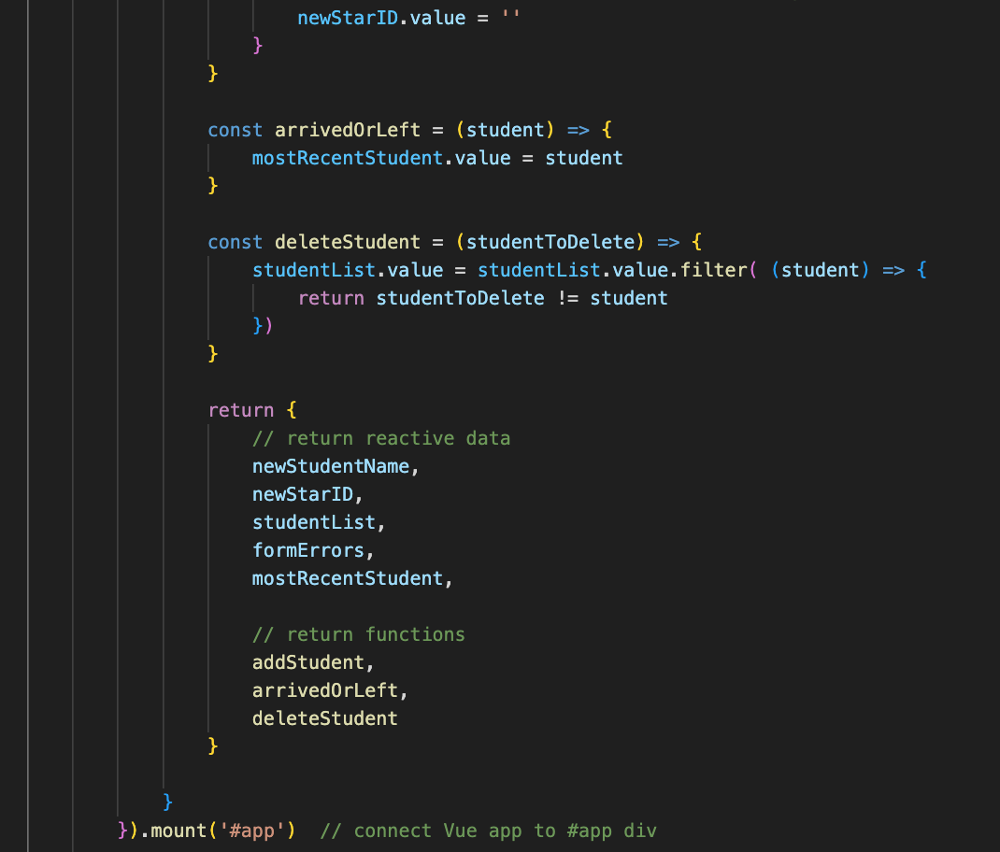 newStarID.value = ''
}
}
const arrivedOrLeft = (student) => {
mostRecentStudent.value = student
}
const deleteStudent = (studentToDelete) => {
studentList.value = studentList.value.filter( (student) => {
return studentToDelete != student
})
}
return {
// return reactive data
newStudentName,
newStarID,
studentList,
formErrors,
mostRecentStudent,
// return functions
addStudent,
arrivedOrLeft,
deleteStudent
}
}
}).mount('#app')  // connect Vue app to #app div